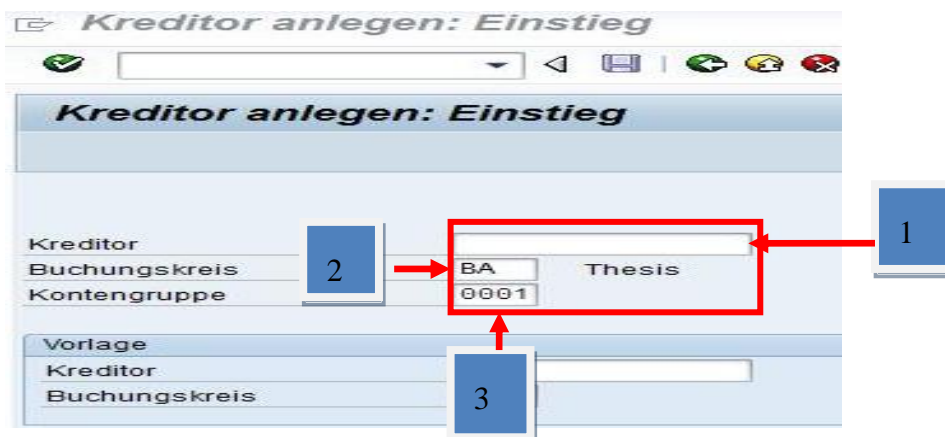 Kreditor anlegen: Einstieg
Kreditor anlegen: Einstieg
Kreditor
1
Buchungskreis 2 BA Thesis
Kontengruppe 0001
Vorlage
Kreditor
Buchungskreis 3